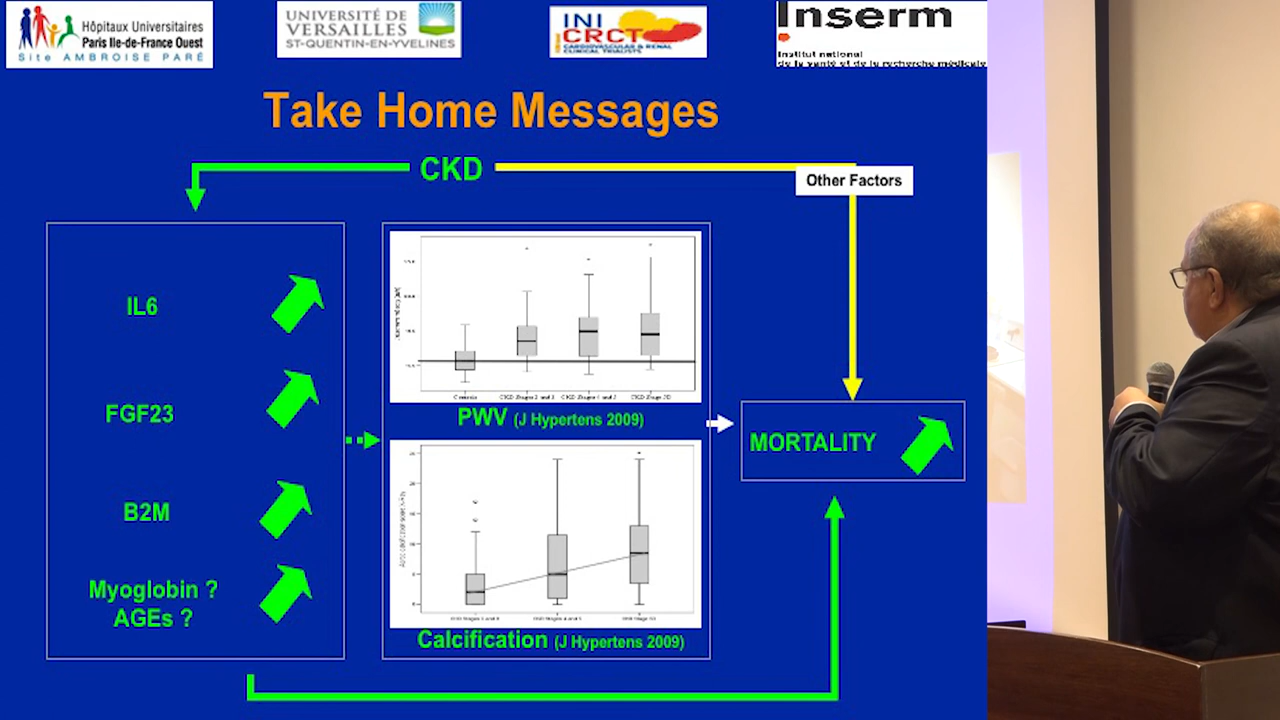 Hôpitaux Universitaires
Paris Ile-de-France Ouest
Site AMBROISE PARÉ
UNIVERSITÉ DE
VERSAILLES
ST-QUENTIN-EN-YVELINES
INI
CRCT
CARDIOVASCULAR & RENAL
CLINICAL TRIALISTS
Inserm
Institut national
de la santé et de la recherche médicale
Take Home Messages
CKD
Other Factors
IL6
FGF23
B2M
Myoglobin ?
AGEs ?
PWV (J Hypertens 2009)
Calcification (J Hypertens 2009)
MORTALITY